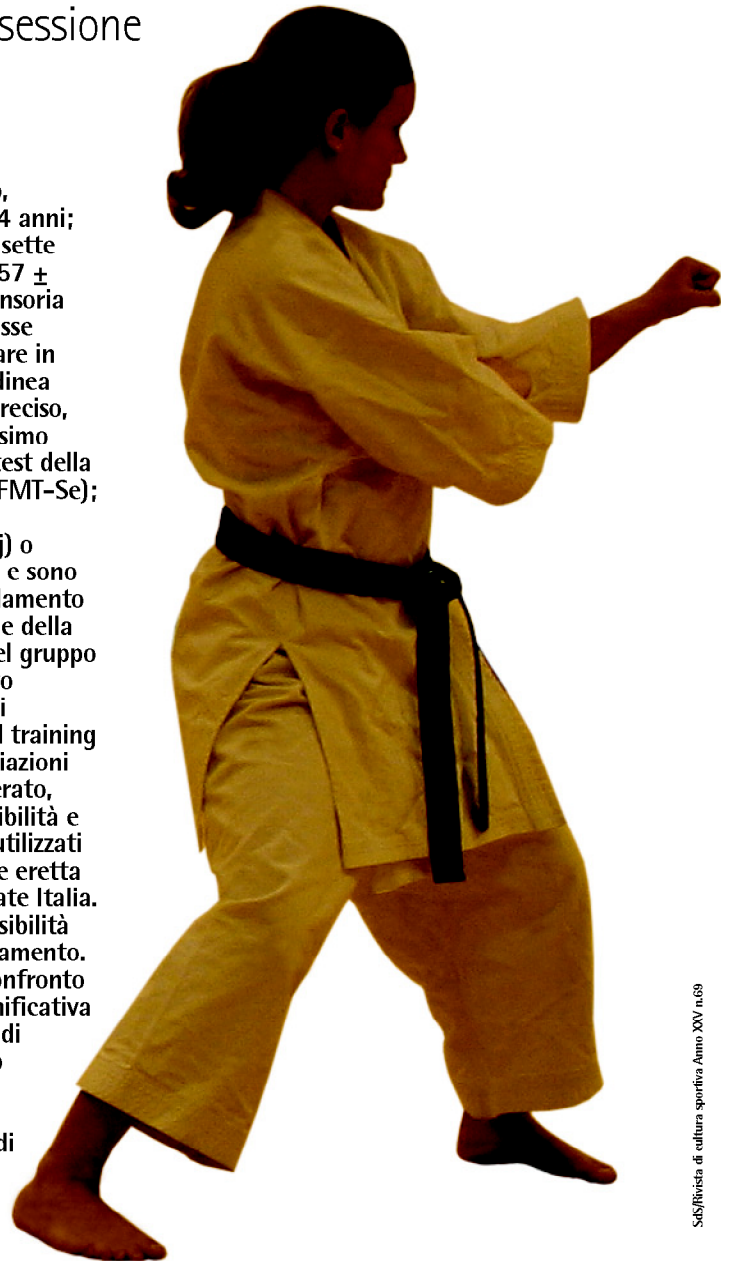 sessione
,
4 anni;
sette
57 ±
nsoria
sse
are in
linea
reciso,
simo
test della
FMT-Se);
j) o
e sono
lamento
e della
el gruppo
o
i
l training
iazioni
erato,
ibilità e
utilizzati
e eretta
ate Italia.
sibilità
amento.
onfronto
nificativa
di
o
di
SdS/Rivista di cultura sportiva Anno XXV n.69